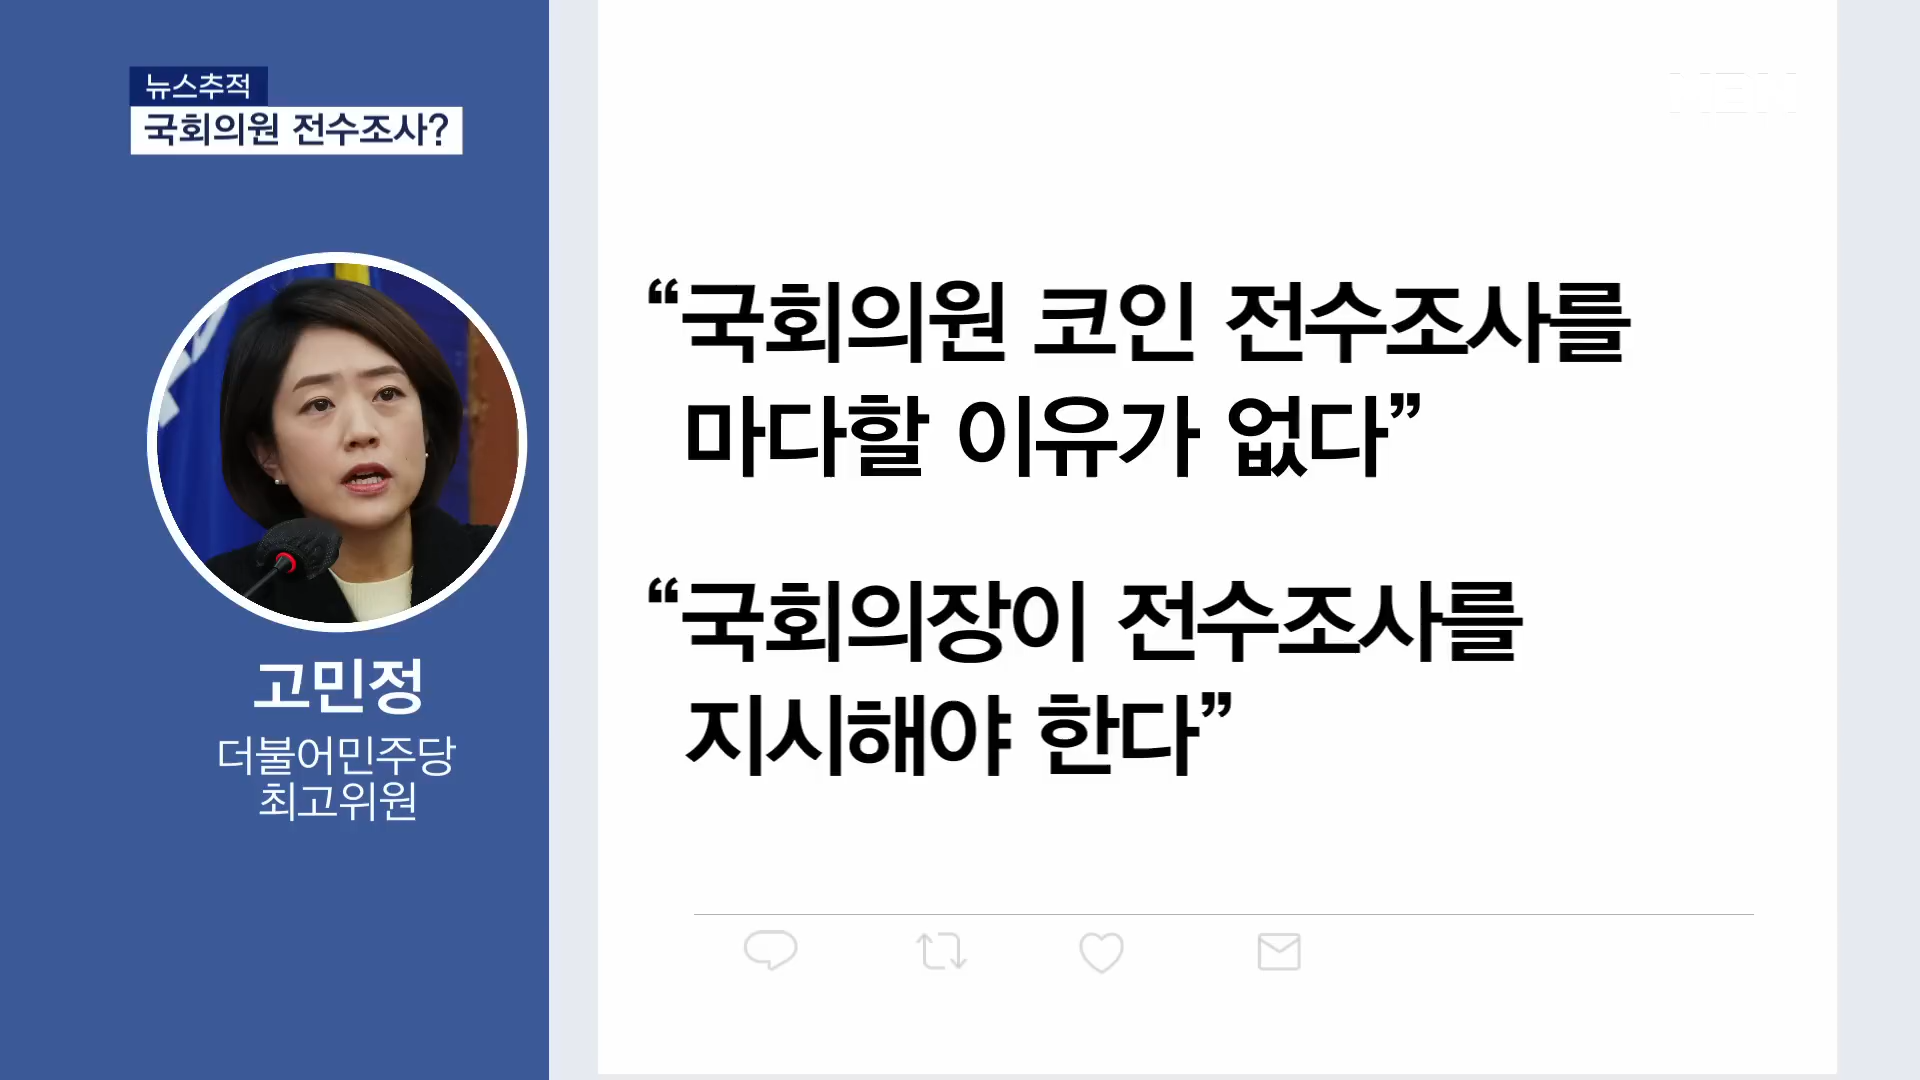 뉴스추적
국회의원 전수조사?
MBN
“국회의원 코인 전수조사를
마다할 이유가 없다”
“국회의장이 전수조사를
지시해야 한다”
고민정
더불어민주당
최고위원